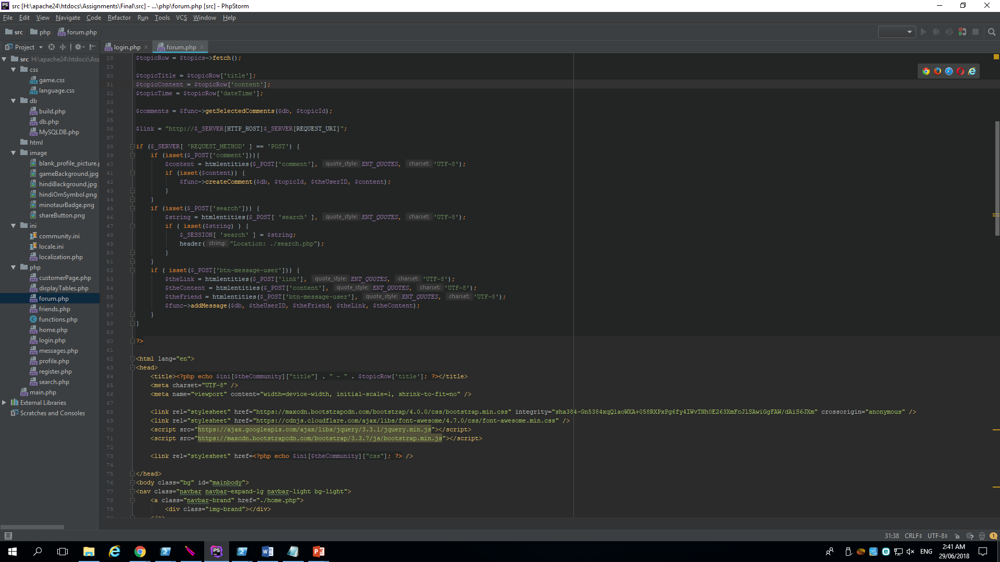 src [H:\apache24\htdocs\Assignments\Final\src] - ...\php\forum.php [src] - PhpStorm
File Edit View Navigate Code Refactor Run Tools VCS Window Help
src php forum.php
Project login.php forum.php
src H:\apache24\htdocs\Ass
css
game.css
language.css
db
build.php
db.php
MySQLDB.php
html
image
blank_profile_picture.p
gameBackground.jpg
hindiBackground.jpg
hindiOmSymbol.png
minotaurBadge.png
shareButton.png
ini
community.ini
locale.ini
localization.php
php
customerPage.php
displayTables.php
forum.php
friends.php
functions.php
home.php
login.php
messages.php
profile.php
register.php
search.php
main.php
External Libraries
Scratches and Consoles
28 $topicRow = $topics->fetch();
29
30 $topicTitle = $topicRow['title'];
31 $topicContent = $topicRow['content'];
32 $topicTime = $topicRow['dateTime'];
33
34 $comments = $func->getSelectedComments($db, $topicId);
35
36 $link = "http://$_SERVER[HTTP_HOST]$_SERVER[REQUEST_URI]";
37
38 if ($_SERVER[ 'REQUEST_METHOD' ] == 'POST') {
39 if (isset($_POST['comment'])){
40 $content = htmlentities($_POST['comment'], quote_style: ENT_QUOTES, charset: 'UTF-8');
41 if (isset($content)) {
42 $func->createComment($db, $topicId, $theUserID, $content);
43 }
44 }
45 if (isset($_POST['search'])) {
46 $string = htmlentities($_POST[ 'search' ], quote_style: ENT_QUOTES, charset: 'UTF-8');
47 if ( isset($string) ) {
48 $_SESSION[ 'search' ] = $string;
49 header( string: "Location: ./search.php");
50 }
51 }
52 if ( isset($_POST['btn-message-user'])) {
53 $theLink = htmlentities($_POST['link'], quote_style: ENT_QUOTES, charset: 'UTF-8');
54 $theContent = htmlentities($_POST['content'], quote_style: ENT_QUOTES, charset: 'UTF-8');
55 $theFriend = htmlentities($_POST['btn-message-user'], quote_style: ENT_QUOTES, charset: 'UTF-8');
56 $func->addMessage($db, $theUserID, $theFriend, $theLink, $theContent);
57 }
58 }
59
60 ?>
61
62 <html lang="en">
63 <head>
64 <title><?php echo $ini[$theCommunity]["title"] . " - " . $topicRow['title']; ?></title>
65 <meta charset="UTF-8" />
66 <meta name="viewport" content="width=device-width, initial-scale=1, shrink-to-fit=no" />
67
68 <link rel="stylesheet" href="https://maxcdn.bootstrapcdn.com/bootstrap/4.0.0/css/bootstrap.min.css" integrity="sha384-Gn5384xqQ1aoWXA+058RXPxPg6fy4IWvTNh0E263XmFcJlSAwiGgFAW/dAiS6JXm" crossorigin="anonymous" />
69 <link rel="stylesheet" href="https://cdnjs.cloudflare.com/ajax/libs/font-awesome/4.7.0/css/font-awesome.min.css" />
70 <script src="https://ajax.googleapis.com/ajax/libs/jquery/3.3.1/jquery.min.js"></script>
71 <script src="https://maxcdn.bootstrapcdn.com/bootstrap/3.3.7/js/bootstrap.min.js"></script>
72
73 <link rel="stylesheet" href=<?php echo $ini[$theCommunity]["css"]; ?> />
74
75 </head>
76 <body class="bg" id="mainbody">
77 <nav class="navbar navbar-expand-lg navbar-light bg-light">
78 <a class="navbar-brand" href="./home.php">
79 <div class="img-brand"></div>
31:38 CRLF UTF-8
ENG 2:41 AM
29/06/2018